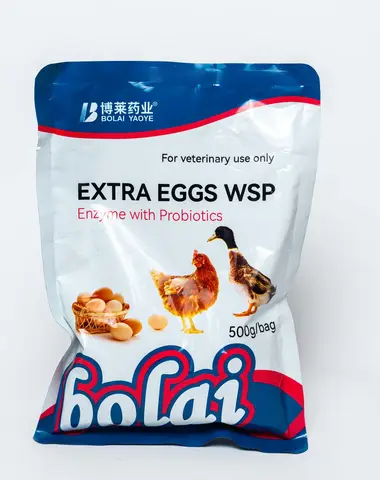 博莱药业®
BOLAI YAOYE
For veterinary use only
EXTRA EGGS WSP
Enzyme with Probiotics
500g/bag
bolai